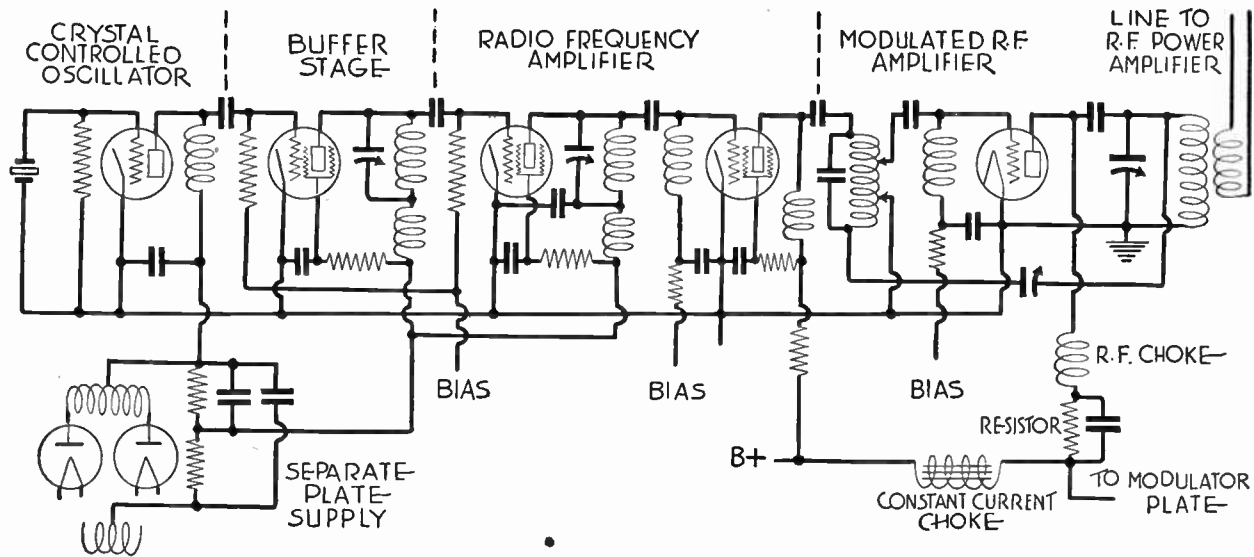 CRYSTAL
CONTROLLED
OSCILLATOR
BUFFER
STAGE
RADIO FREQUENCY
AMPLIFIER
MODULATED R.F.
AMPLIFIER
LINE TO
R.F. POWER
AMPLIFIER
BIAS
BIAS
BIAS
R.F. CHOKE
RESISTOR
B+
CONSTANT CURRENT
CHOKE
TO MODULATOR
PLATE
SEPARATE
PLATE
SUPPLY